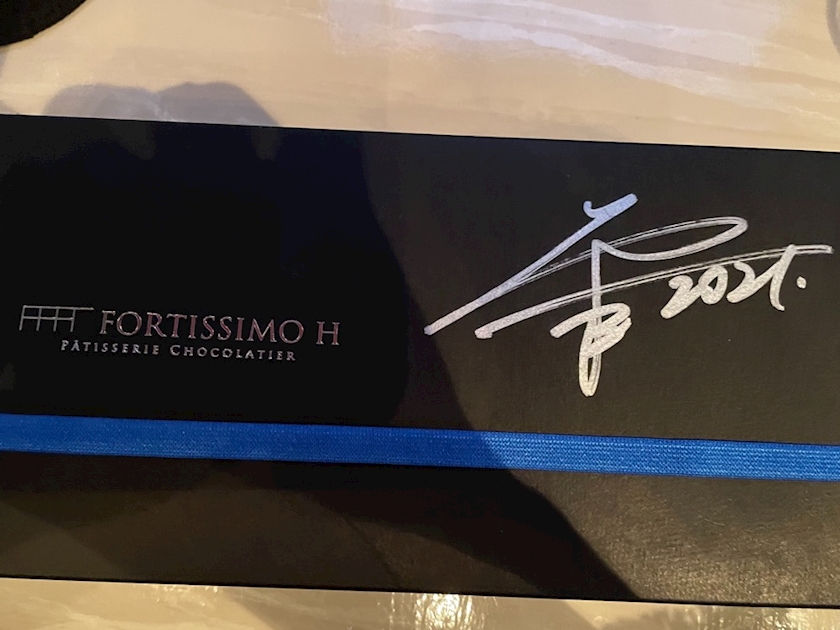 FORTISSIMO H
PÂTISSERIE CHOCOLATIER
2021.